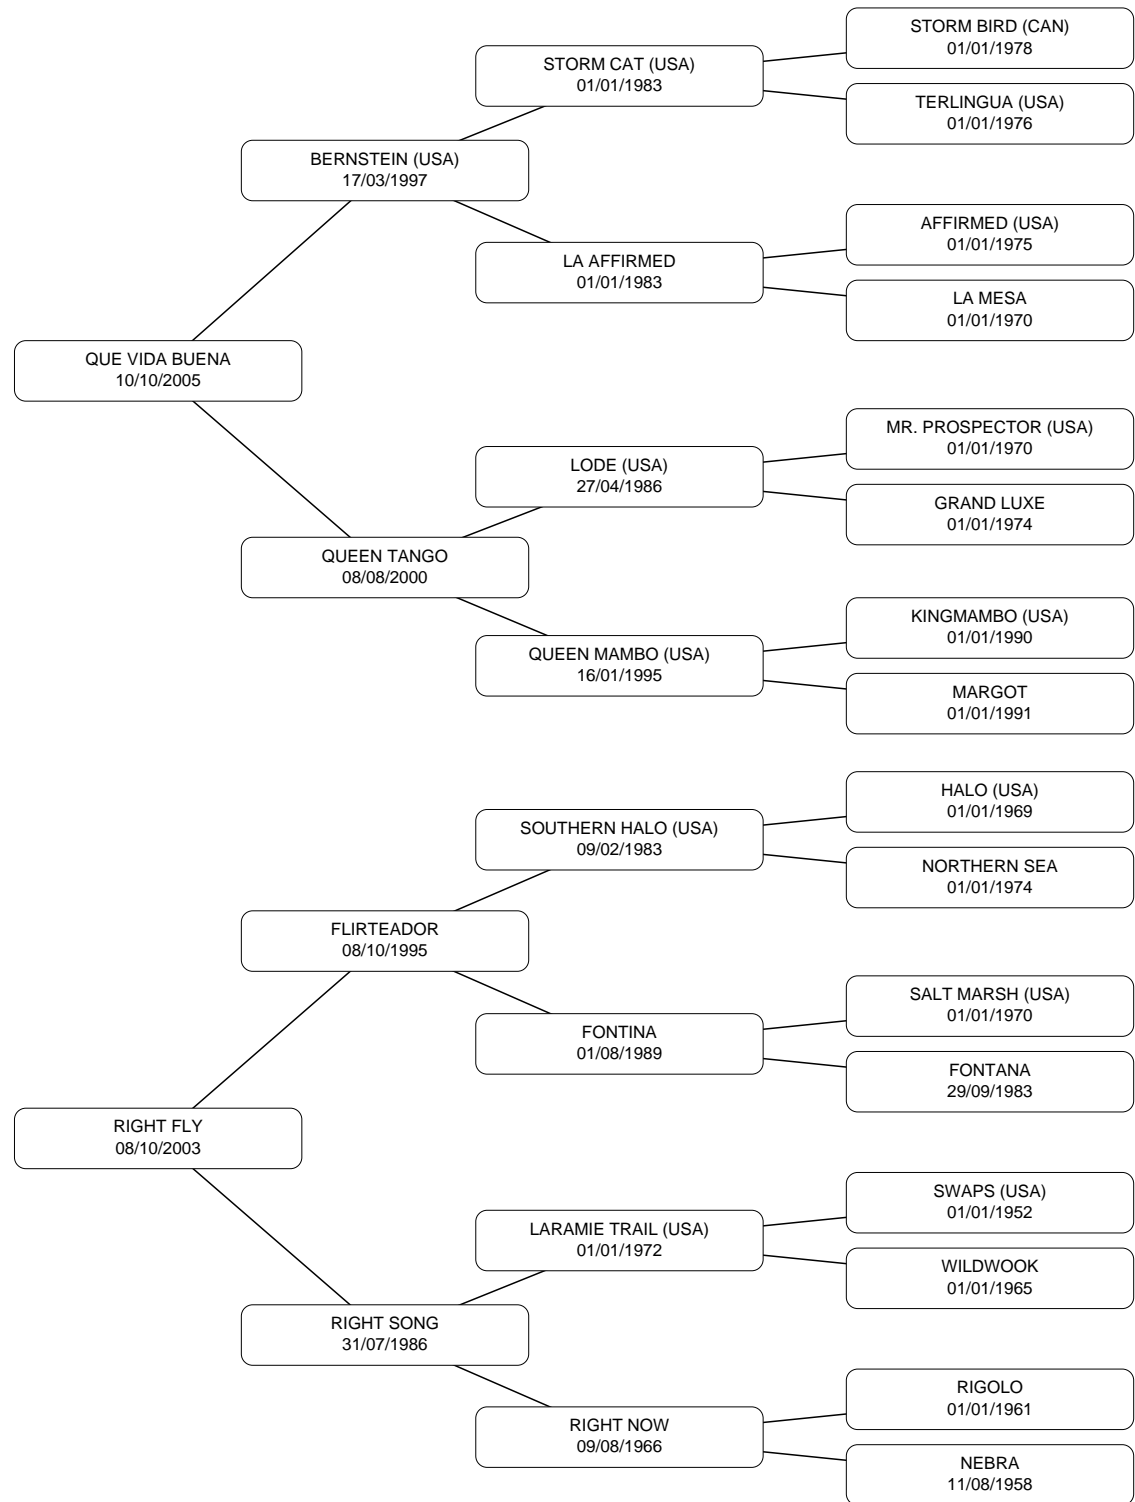 STORM BIRD (CAN)
01/01/1978
STORM CAT (USA)
01/01/1983
TERLINGUA (USA)
01/01/1976
BERNSTEIN (USA)
17/03/1997
AFFIRMED (USA)
01/01/1975
LA AFFIRMED
01/01/1983
LA MESA
01/01/1970
QUE VIDA BUENA
10/10/2005
MR. PROSPECTOR (USA)
01/01/1970
LODE (USA)
27/04/1986
GRAND LUXE
01/01/1974
QUEEN TANGO
08/08/2000
KINGMAMBO (USA)
01/01/1990
QUEEN MAMBO (USA)
16/01/1995
MARGOT
01/01/1991
HALO (USA)
01/01/1969
SOUTHERN HALO (USA)
09/02/1983
NORTHERN SEA
01/01/1974
FLIRTEADOR
08/10/1995
SALT MARSH (USA)
01/01/1970
FONTINA
01/08/1989
FONTANA
29/09/1983
RIGHT FLY
08/10/2003
SWAPS (USA)
01/01/1952
LARAMIE TRAIL (USA)
01/01/1972
WILDWOOK
01/01/1965
RIGHT SONG
31/07/1986
RIGOLO
01/01/1961
RIGHT NOW
09/08/1966
NEBRA
11/08/1958